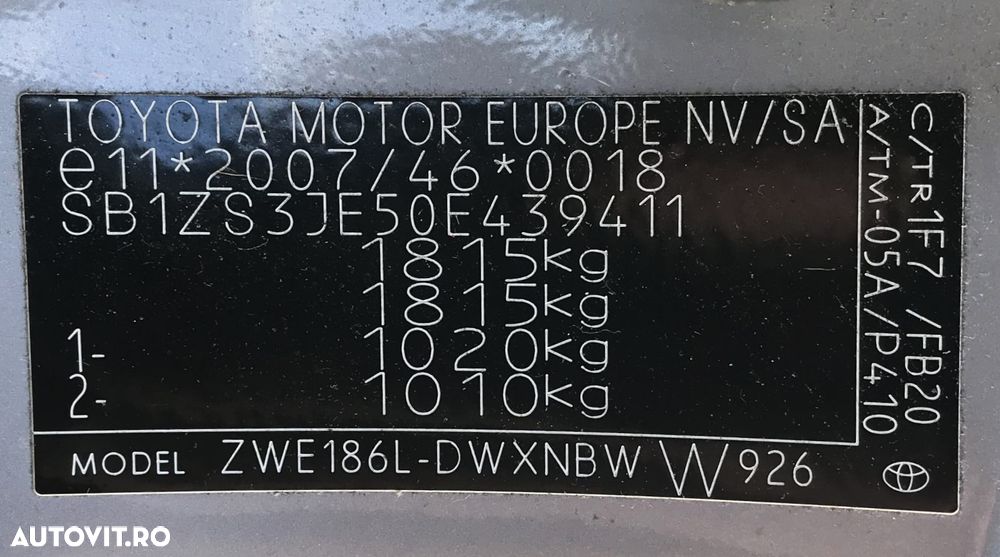 TOYOTA MOTOR EUROPE NV/SA
e11*2007/46*0018
SB1ZS3JE50E439411
1815kg
1815kg
1- 1020kg
2- 1010kg
C/TR1F7 /FB20
A/TM-05A/P410
MODEL ZWE186L-DWXNBW W926
AUTOVIT.RO